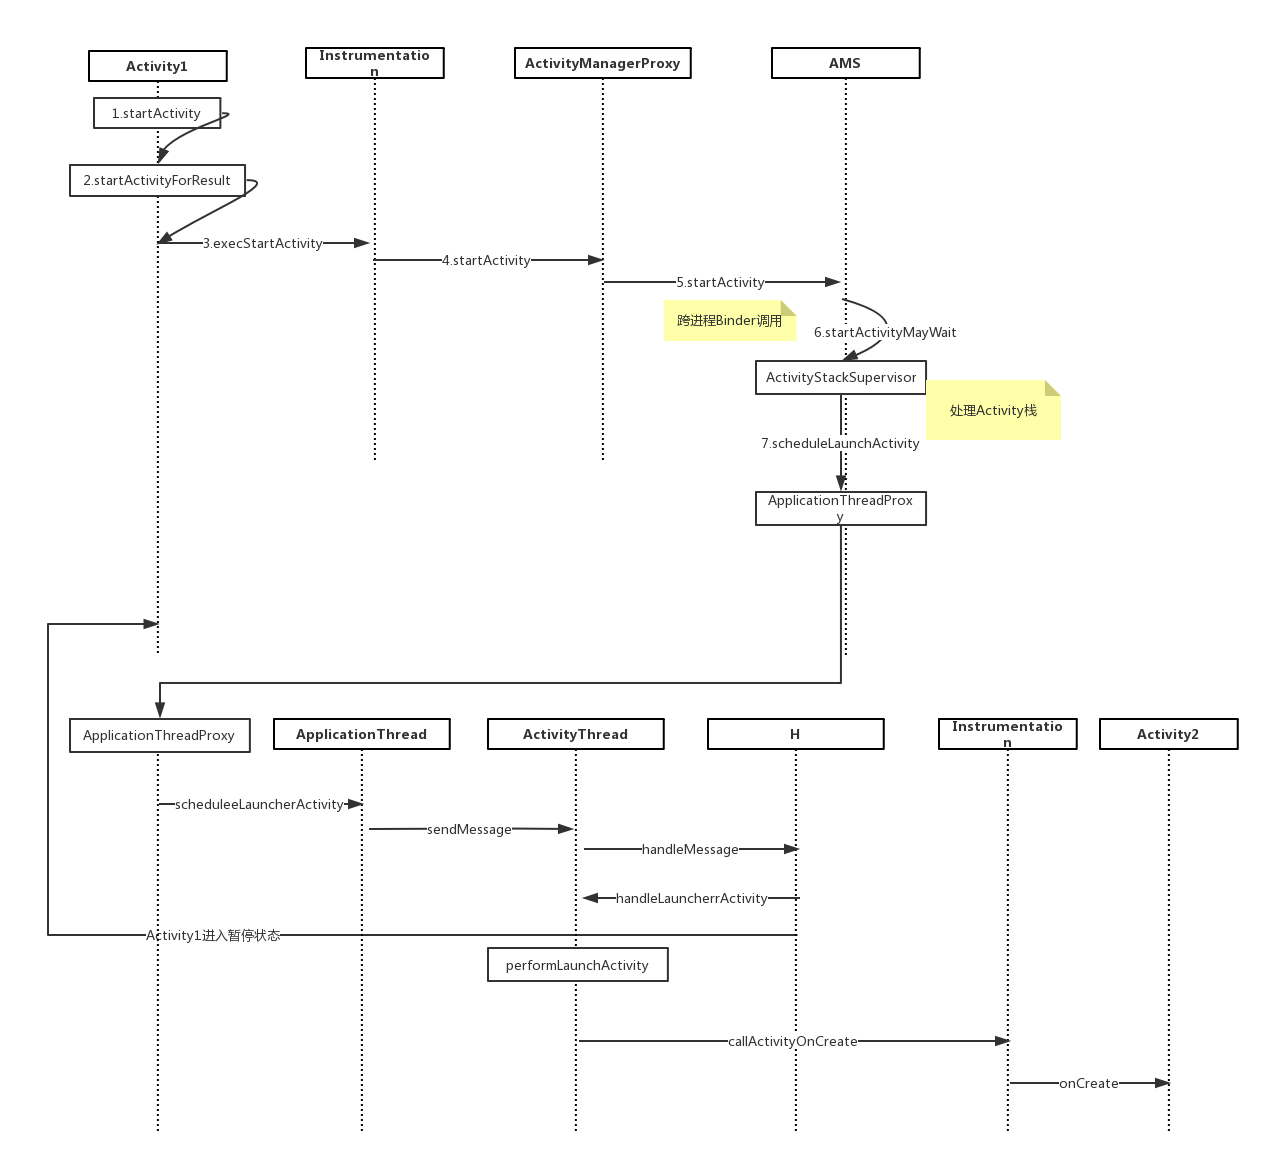 Activity1
Instrumentatio
n
ActivityManagerProxy
AMS
1.startActivity
2.startActivityForResult
3.execStartActivity
4.startActivity
5.startActivity
跨进程Binder调用
6.startActivityMayWait
ActivityStackSupervisor
处理Activity栈
7.scheduleLaunchActivity
ApplicationThreadProx
y
ApplicationThreadProxy
ApplicationThread
ActivityThread
H
Instrumentatio
n
Activity2
scheduleeLauncherActivity
sendMessage
handleMessage
handleLauncherrActivity
Activity1进入暂停状态
performLaunchActivity
callActivityOnCreate
onCreate